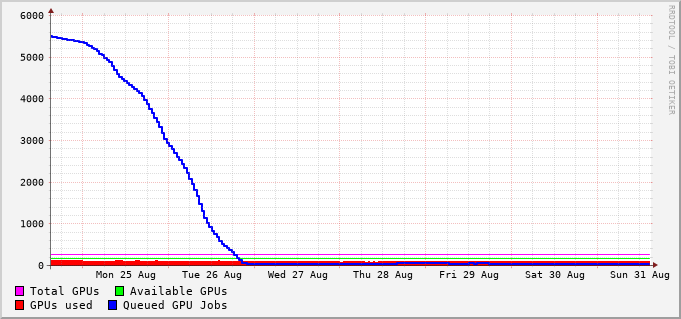 6000
5000
4000
3000
2000
1000
0
Mon 25 Aug Tue 26 Aug Wed 27 Aug Thu 28 Aug Fri 29 Aug Sat 30 Aug Sun 31 Aug
Total GPUs Available GPUs
GPUs used Queued GPU Jobs
RRDTOOL / TOBI OETIKER